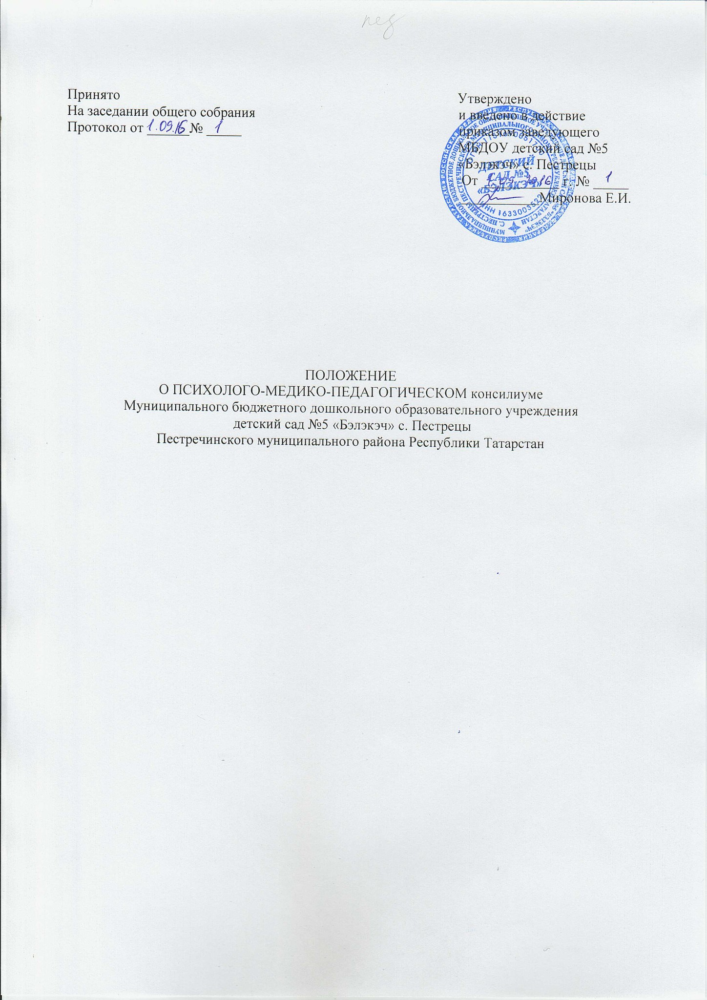 пед
Принято
На заседании общего собрания
Протокол от 1.09.16 № 1
Утверждено
и введено в действие
приказом заведующего
МБДОУ детский сад №5
«Бэлэкэч» с. Пестрецы
От 1.09. 2016 г. № 1
Миронова Е.И.
ДЕТСКИЙ
САД №5
«БЭЛЭКЭЧ»
ИНН 1633003522
ПОЛОЖЕНИЕ
О ПСИХОЛОГО-МЕДИКО-ПЕДАГОГИЧЕСКОМ консилиуме
Муниципального бюджетного дошкольного образовательного учреждения
детский сад №5 «Бэлэкэч» с. Пестрецы
Пестречинского муниципального района Республики Татарстан